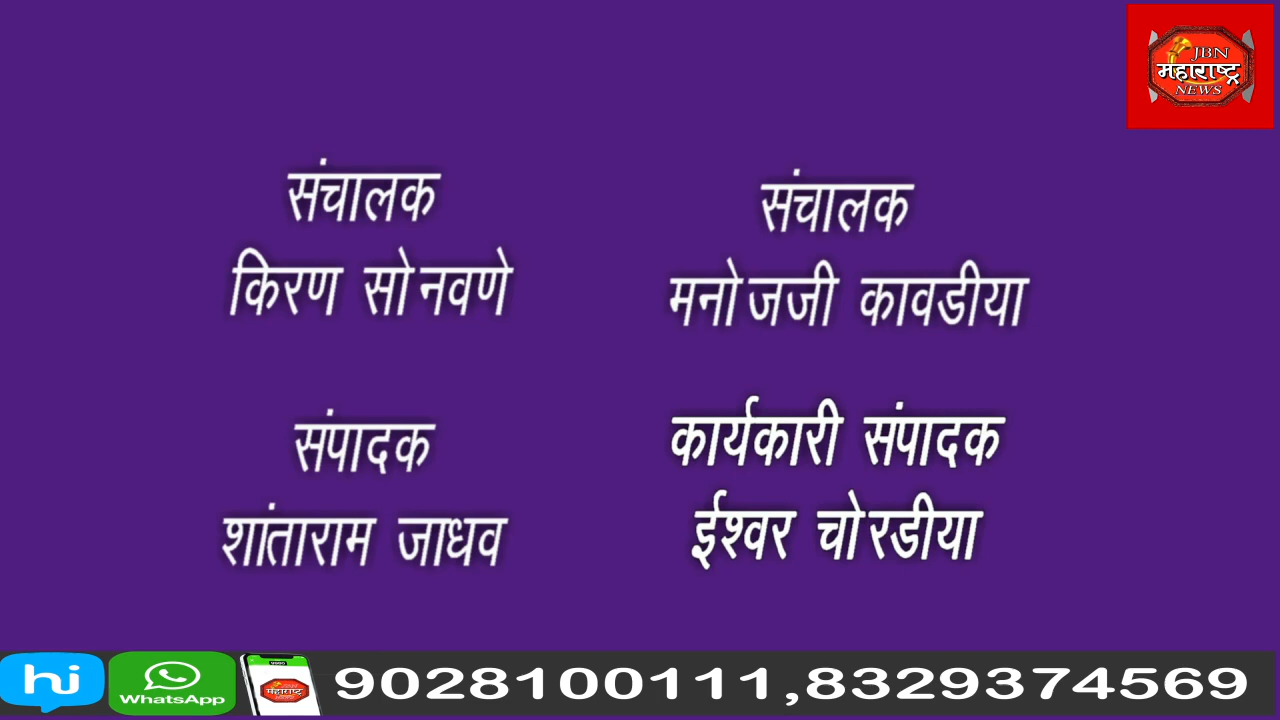 JBN
महाराष्ट्र
NEWS
संचालक
किरण सोनवणे
संचालक
मनोजजी कावडीया
संपादक
शांताराम जाधव
कार्यकारी संपादक
ईश्वर चोरडीया
hi
WhatsApp
महाराष्ट्र
9028100111,8329374569